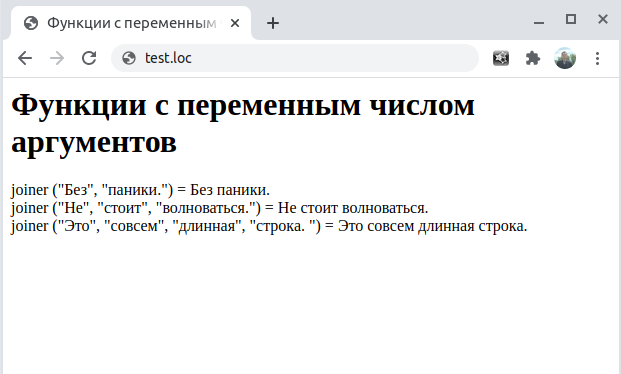 Функции с переменным
test.loc
Функции с переменным числом
аргументов
joiner ("Без", "паники.") = Без паники.
joiner ("Не", "стоит", "волноваться.") = Не стоит волноваться.
joiner ("Это", "совсем", "длинная", "строка. ") = Это совсем длинная строка.